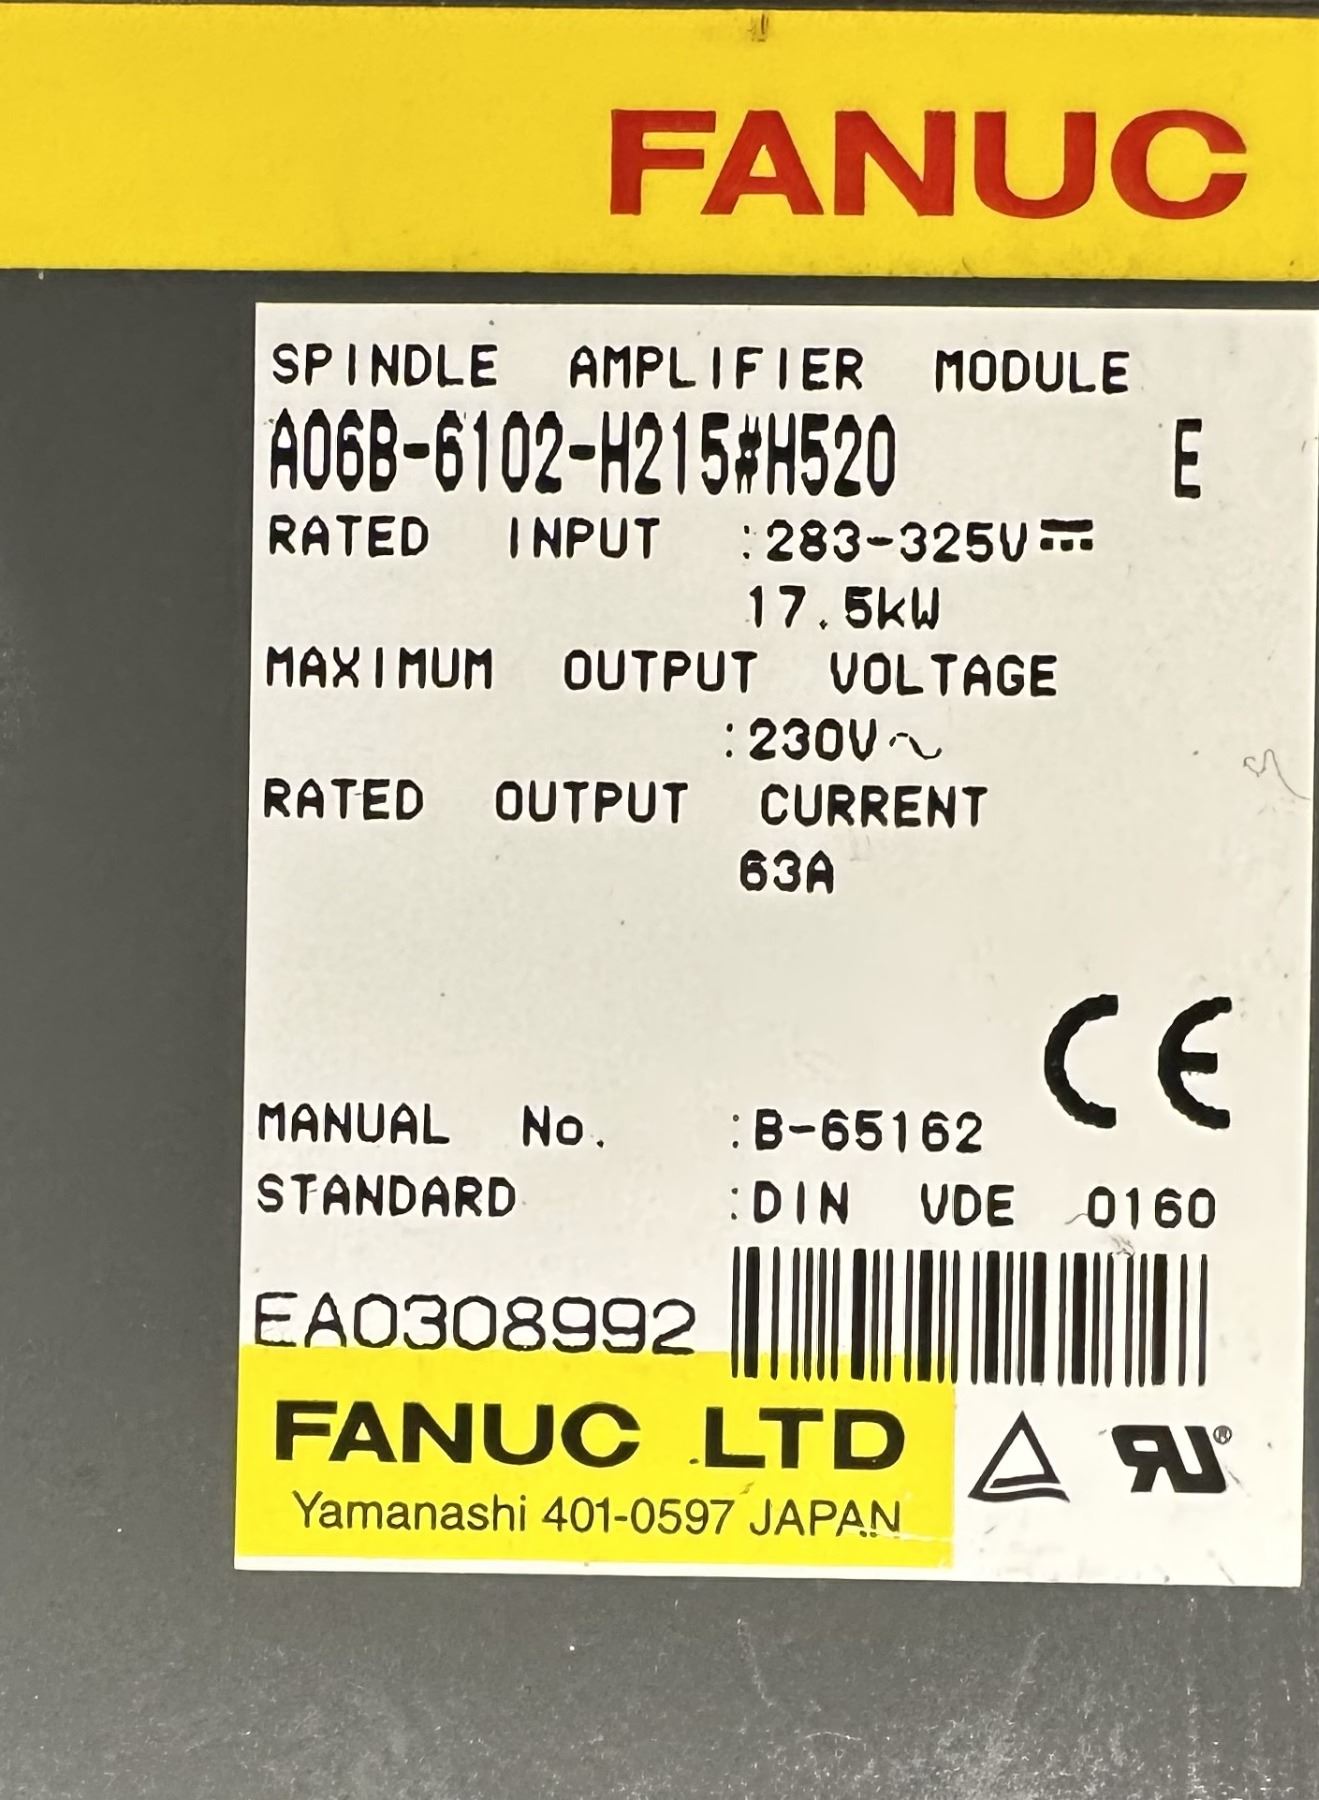 FANUC
SPINDLE AMPLIFIER MODULE
A06B-6102-H215#H520 E
RATED INPUT :283-325V⎓
17.5kW
MAXIMUM OUTPUT VOLTAGE
:230V~
RATED OUTPUT CURRENT
63A
CE
MANUAL No. :B-65162
STANDARD :DIN VDE 0160
EA0308992
FANUC LTD
Yamanashi 401-0597 JAPAN
RU®